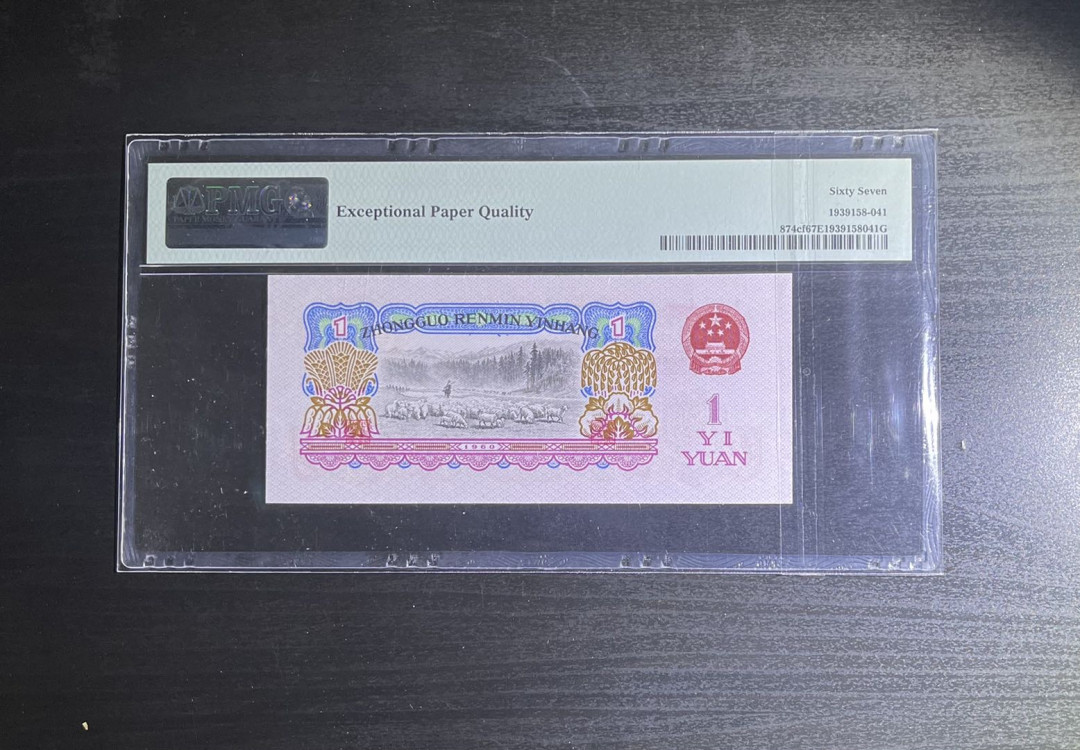 PMG
Exceptional Paper Quality
Sixty Seven
1939158-041
874cf67E1939158041G
1
ZHONGGUO RENMIN YINHANG
1
1960
1
YI
YUAN